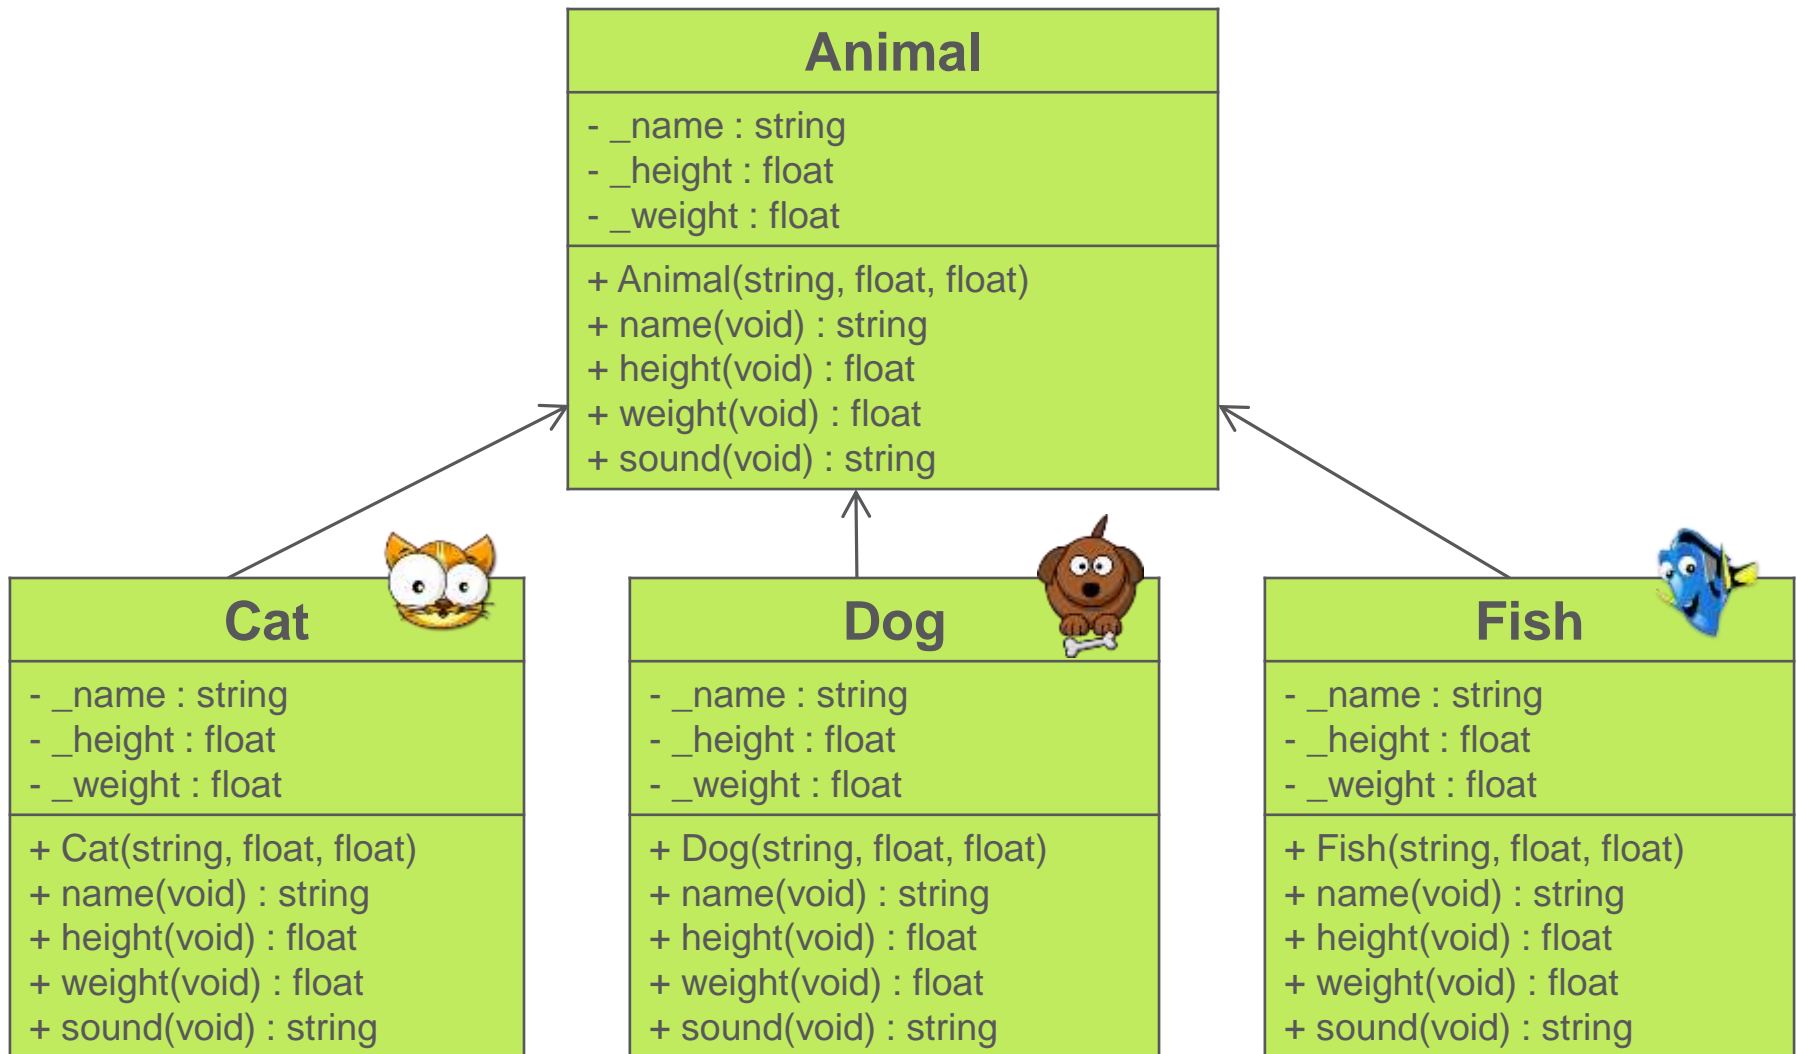 Animal
- _name : string
- _height : float
- _weight : float
+ Animal(string, float, float)
+ name(void) : string
+ height(void) : float
+ weight(void) : float
+ sound(void) : string
Cat
- _name : string
- _height : float
- _weight : float
+ Cat(string, float, float)
+ name(void) : string
+ height(void) : float
+ weight(void) : float
+ sound(void) : string
Dog
- _name : string
- _height : float
- _weight : float
+ Dog(string, float, float)
+ name(void) : string
+ height(void) : float
+ weight(void) : float
+ sound(void) : string
Fish
- _name : string
- _height : float
- _weight : float
+ Fish(string, float, float)
+ name(void) : string
+ height(void) : float
+ weight(void) : float
+ sound(void) : string